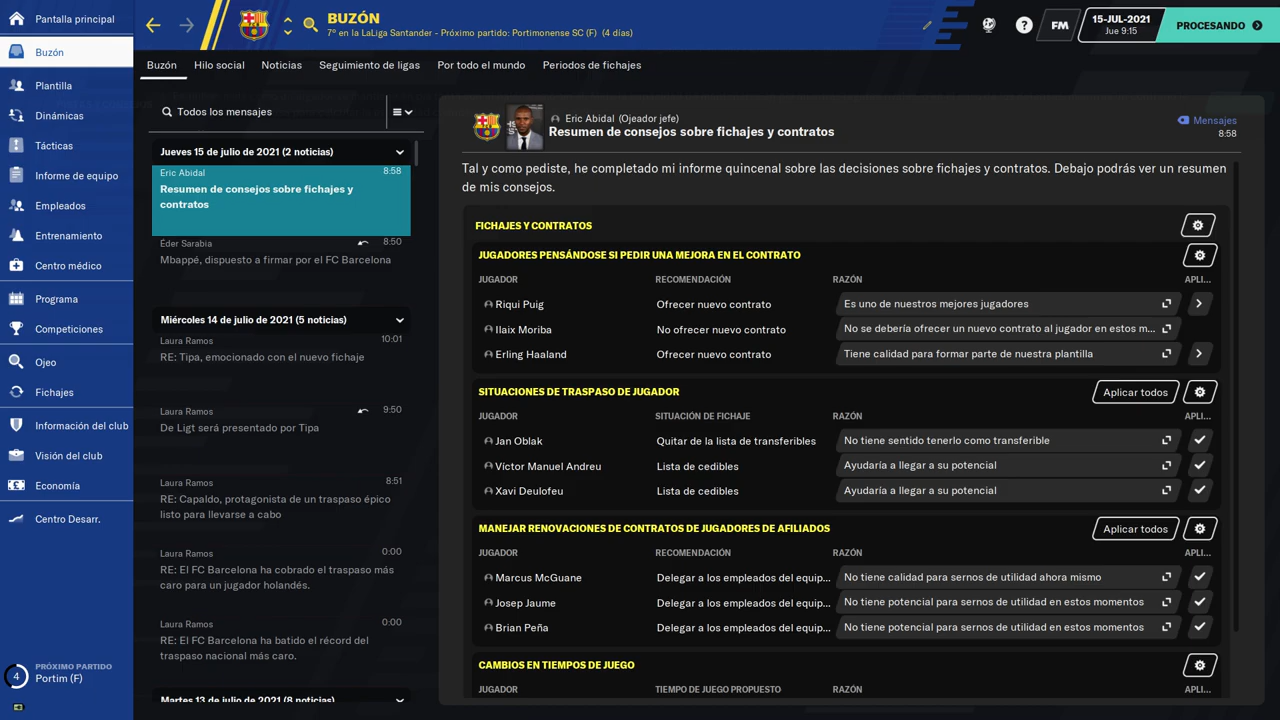 Pantalla principal
Buzón
Plantilla
Dinámicas
Tácticas
Informe de equipo
Empleados
Entrenamiento
Centro médico
Programa
Competiciones
Ojeo
Fichajes
Información del club
Visión del club
Economía
Centro Desarr.
4
PRÓXIMO PARTIDO
Portim (F)
BUZÓN
7º en la LaLiga Santander - Próximo partido: Portimonense SC (F) (4 días)
FM
15-JUL-2021
Jue 9:15
PROCESANDO
Buzón Hilo social Noticias Seguimiento de ligas Por todo el mundo Periodos de fichajes
Todos los mensajes
Jueves 15 de julio de 2021 (2 noticias)
Eric Abidal 8:58
Resumen de consejos sobre fichajes y
contratos
Éder Sarabia 8:50
Mbappé, dispuesto a firmar por el FC Barcelona
Miércoles 14 de julio de 2021 (5 noticias)
Laura Ramos 10:01
RE: Tipa, emocionado con el nuevo fichaje
Laura Ramos 9:50
De Ligt será presentado por Tipa
Laura Ramos 8:51
RE: Capaldo, protagonista de un traspaso épico
listo para llevarse a cabo
Laura Ramos 0:00
RE: El FC Barcelona ha cobrado el traspaso más
caro para un jugador holandés.
Laura Ramos 0:00
RE: El FC Barcelona ha batido el récord del
traspaso nacional más caro.
Martes 13 de julio de 2021 (8 noticias)
Eric Abidal (Ojeador jefe)
Resumen de consejos sobre fichajes y contratos
Mensajes
8:58
Tal y como pediste, he completado mi informe quincenal sobre las decisiones sobre fichajes y contratos. Debajo podrás ver un resumen
de mis consejos.
FICHAJES Y CONTRATOS
JUGADORES PENSÁNDOSE SI PEDIR UNA MEJORA EN EL CONTRATO
JUGADOR RECOMENDACIÓN RAZÓN APLI...
Riqui Puig Ofrecer nuevo contrato Es uno de nuestros mejores jugadores
Ilaix Moriba No ofrecer nuevo contrato No se debería ofrecer un nuevo contrato al jugador en estos m...
Erling Haaland Ofrecer nuevo contrato Tiene calidad para formar parte de nuestra plantilla
SITUACIONES DE TRASPASO DE JUGADOR Aplicar todos
JUGADOR SITUACIÓN DE FICHAJE RAZÓN APLI...
Jan Oblak Quitar de la lista de transferibles No tiene sentido tenerlo como transferible
Víctor Manuel Andreu Lista de cedibles Ayudaría a llegar a su potencial
Xavi Deulofeu Lista de cedibles Ayudaría a llegar a su potencial
MANEJAR RENOVACIONES DE CONTRATOS DE JUGADORES DE AFILIADOS Aplicar todos
JUGADOR RECOMENDACIÓN RAZÓN APLI...
Marcus McGuane Delegar a los empleados del equip... No tiene calidad para sernos de utilidad ahora mismo
Josep Jaume Delegar a los empleados del equip... No tiene potencial para sernos de utilidad en estos momentos
Brian Peña Delegar a los empleados del equip... No tiene potencial para sernos de utilidad en estos momentos
CAMBIOS EN TIEMPOS DE JUEGO
JUGADOR TIEMPO DE JUEGO PROPUESTO RAZÓN APLI...